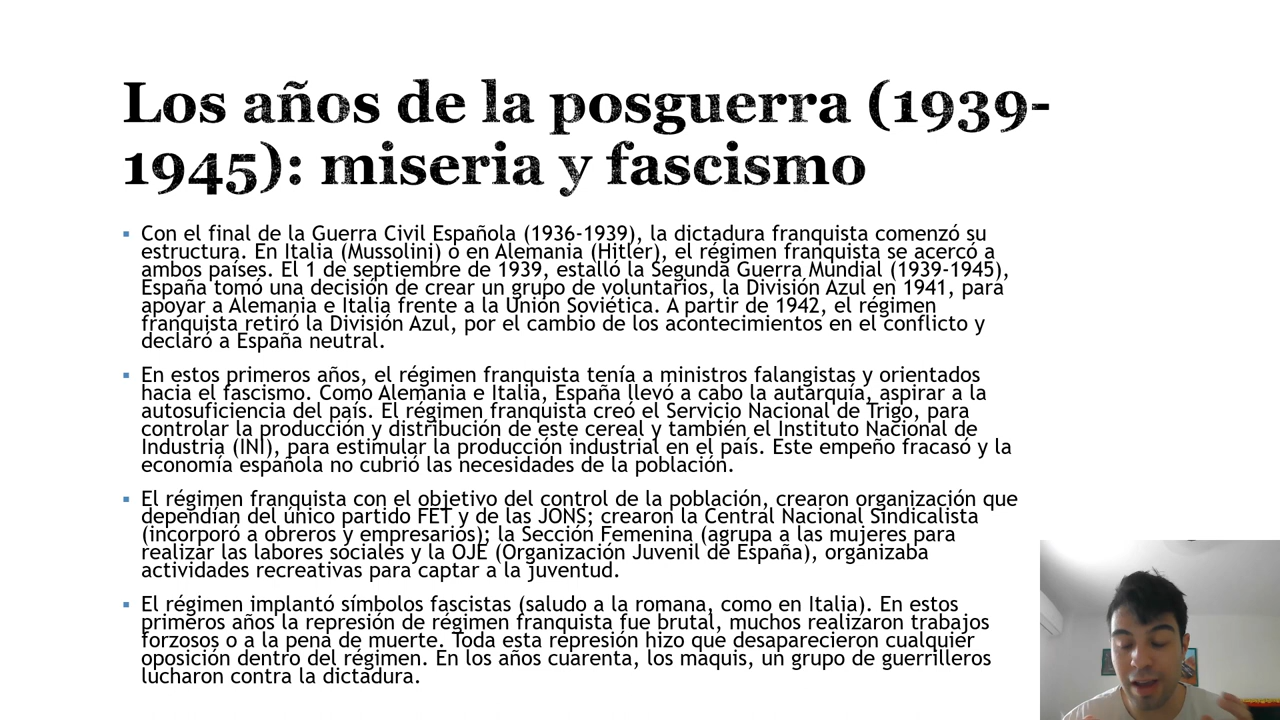 Los años de la posguerra (1939-
1945): miseria y fascismo
Con el final de la Guerra Civil Española (1936-1939), la dictadura franquista comenzó su
estructura. En Italia (Mussolini) o en Alemania (Hitler), el régimen franquista se acercó a
ambos países. El 1 de septiembre de 1939, estalló la Segunda Guerra Mundial (1939-1945),
España tomó una decisión de crear un grupo de voluntarios, la División Azul en 1941, para
apoyar a Alemania e Italia frente a la Unión Soviética. A partir de 1942, el régimen
franquista retiró la División Azul, por el cambio de los acontecimientos en el conflicto y
declaró a España neutral.
En estos primeros años, el régimen franquista tenía a ministros falangistas y orientados
hacia el fascismo. Como Alemania e Italia, España llevó a cabo la autarquía, aspirar a la
autosuficiencia del país. El régimen franquista creó el Servicio Nacional de Trigo, para
controlar la producción y distribución de este cereal y también el Instituto Nacional de
Industria (INI), para estimular la producción industrial en el país. Este empeño fracasó y la
economía española no cubrió las necesidades de la población.
El régimen franquista con el objetivo del control de la población, crearon organización que
dependían del único partido FET y de las JONS; crearon la Central Nacional Sindicalista
(incorporó a obreros y empresarios); la Sección Femenina (agrupa a las mujeres para
realizar las labores sociales y la OJE (Organización Juvenil de España), organizaba
actividades recreativas para captar a la juventud.
El régimen implantó símbolos fascistas (saludo a la romana, como en Italia). En estos
primeros años la represión de régimen franquista fue brutal, muchos realizaron trabajos
forzosos o a la pena de muerte. Toda esta represión hizo que desaparecieron cualquier
oposición dentro del régimen. En los años cuarenta, los maquis, un grupo de guerrilleros
lucharon contra la dictadura.